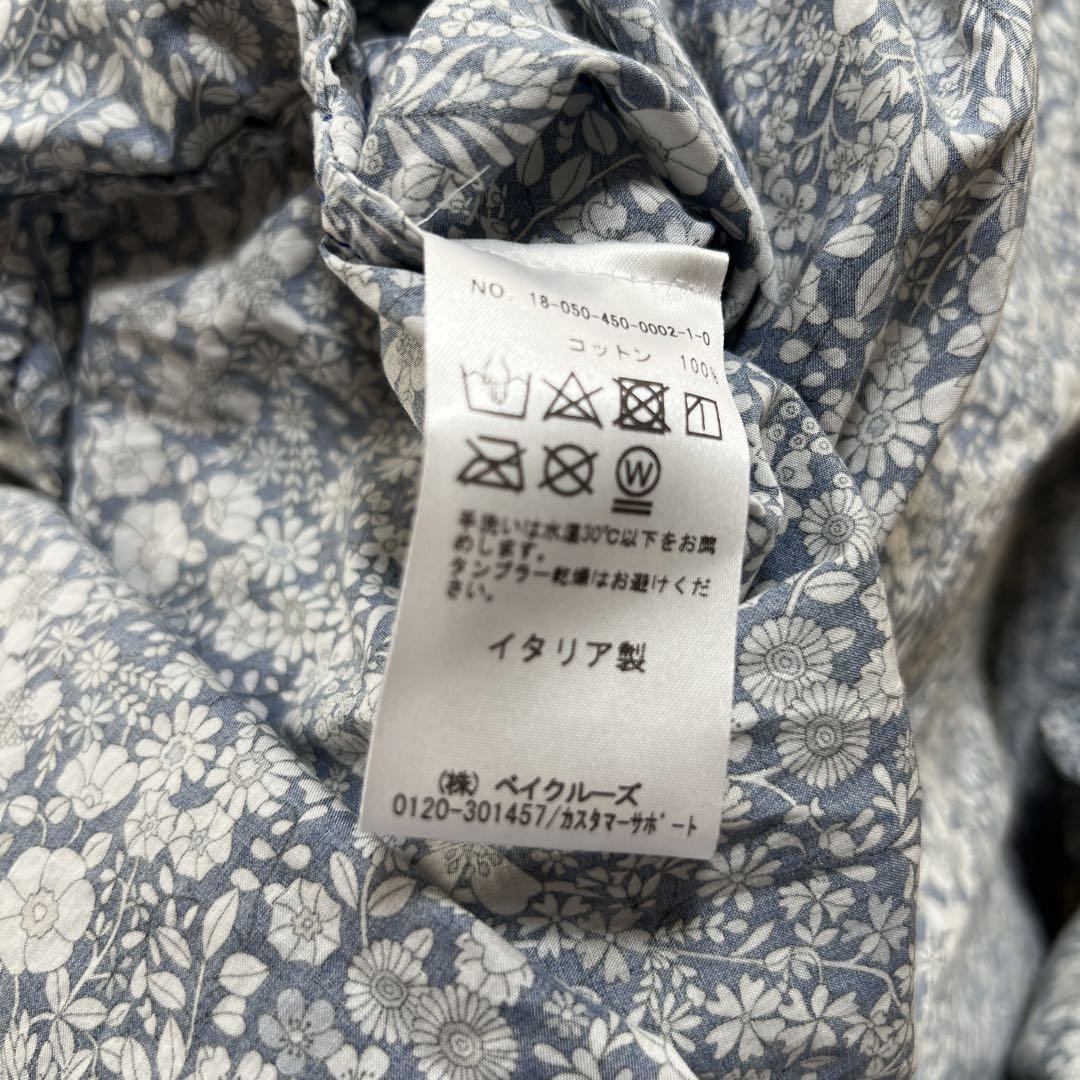 NO. 18-050-450-0002-1-0
コットン 100%
W
手洗いは水温30℃以下をお薦
めします。
タンブラー乾燥はお避けくだ
さい。
イタリア製
(株) ベイクルーズ
0120-301457/カスタマーサポート